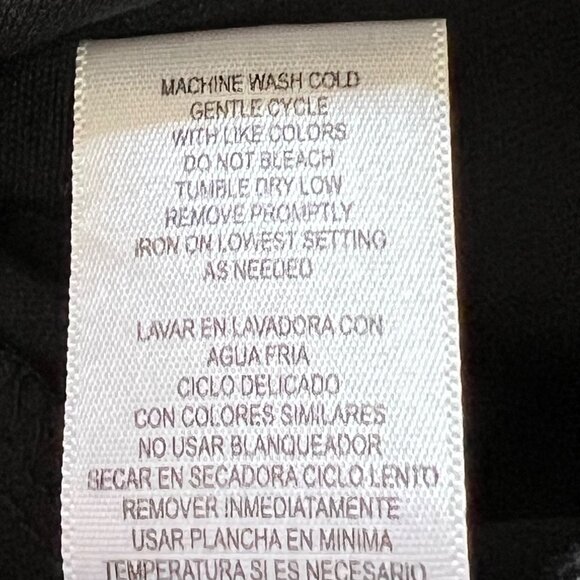 MACHINE WASH COLD
GENTLE CYCLE
WITH LIKE COLORS
DO NOT BLEACH
TUMBLE DRY LOW
REMOVE PROMPTLY
IRON ON LOWEST SETTING
AS NEEDED
LAVAR EN LAVADORA CON
AGUA FRIA
CICLO DELICADO
CON COLORES SIMILARES
NO USAR BLANQUEADOR
SECAR EN SECADORA CICLO LENTO
REMOVER INMEDIATAMENTE
USAR PLANCHA EN MINIMA
TEMPERATURA SI ES NECESARIO